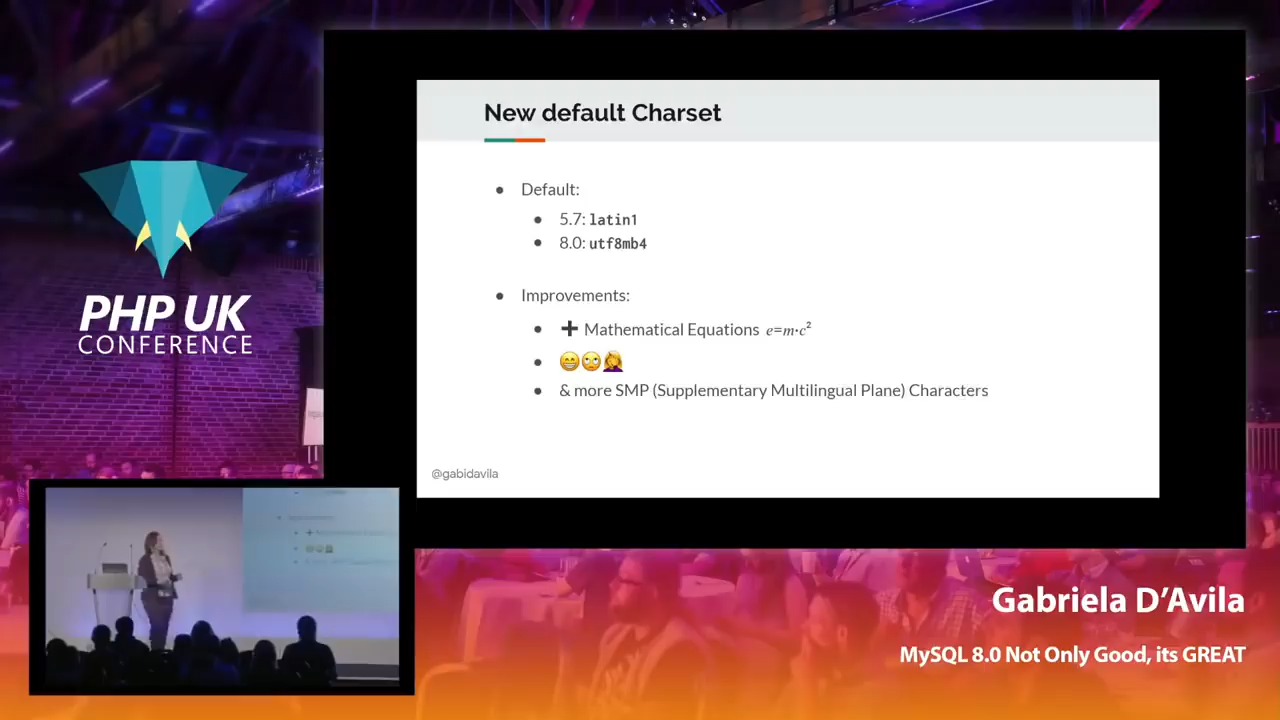 New default Charset
● Default:
● 5.7: latin1
● 8.0: utf8mb4
● Improvements:
● ➕ Mathematical Equations e=m·c²
● 😁🙄🤦‍♀️
● & more SMP (Supplementary Multilingual Plane) Characters
@gabidavila
PHP UK
CONFERENCE
Gabriela D’Avila
MySQL 8.0 Not Only Good, its GREAT